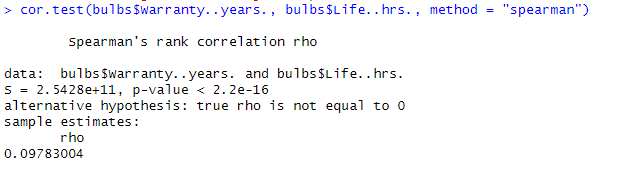 > cor.test(bulbs$Warranty..years., bulbs$Life..hrs., method = "spearman")
Spearman's rank correlation rho
data:  bulbs$Warranty..years. and bulbs$Life..hrs.
S = 2.5428e+11, p-value < 2.2e-16
alternative hypothesis: true rho is not equal to 0
sample estimates:
rho
0.09783004